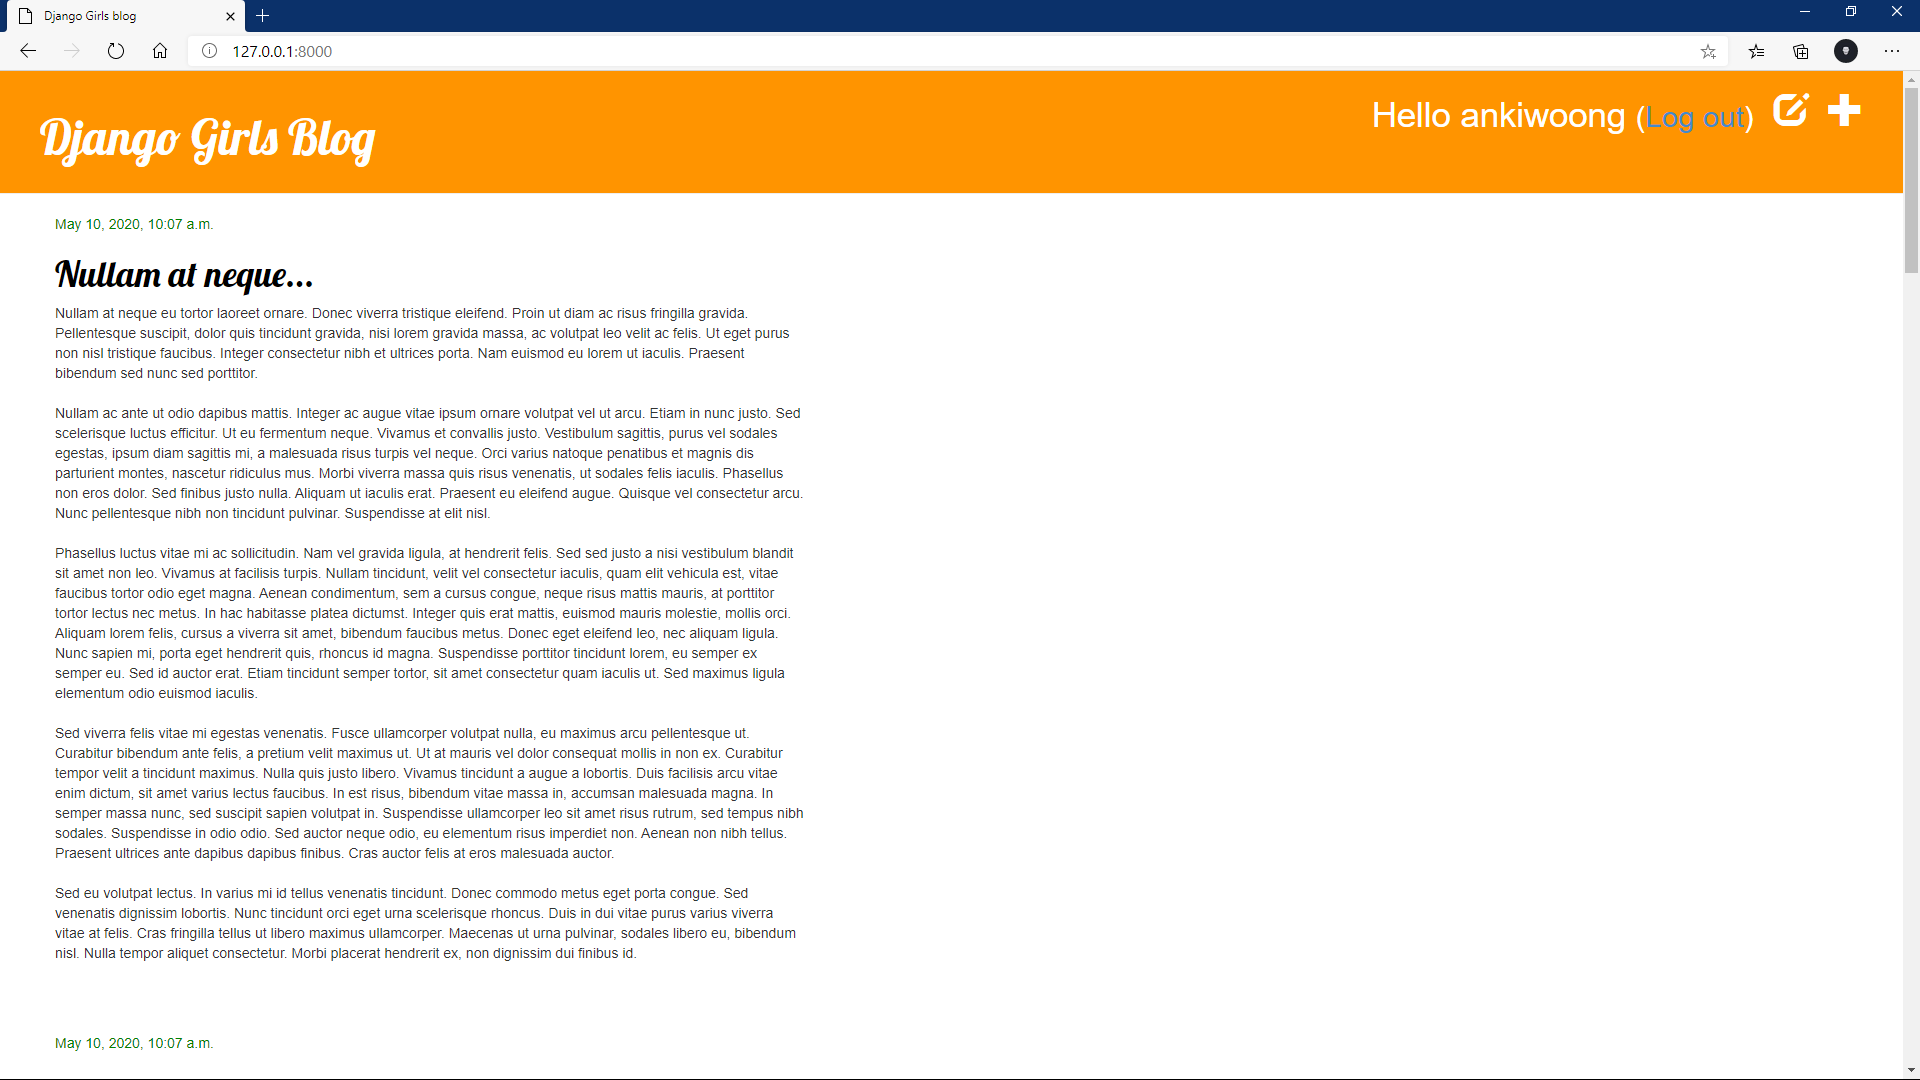 Django Girls blog
127.0.0.1:8000
Hello ankiwoong (Log out)
Django Girls Blog
May 10, 2020, 10:07 a.m.
Nullam at neque...
Nullam at neque eu tortor laoreet ornare. Donec viverra tristique eleifend. Proin ut diam ac risus fringilla gravida.
Pellentesque suscipit, dolor quis tincidunt gravida, nisi lorem gravida massa, ac volutpat leo velit ac felis. Ut eget purus
non nisl tristique faucibus. Integer consectetur nibh et ultrices porta. Nam euismod eu lorem ut iaculis. Praesent
bibendum sed nunc sed porttitor.
Nullam ac ante ut odio dapibus mattis. Integer ac augue vitae ipsum ornare volutpat vel ut arcu. Etiam in nunc justo. Sed
scelerisque luctus efficitur. Ut eu fermentum neque. Vivamus et convallis justo. Vestibulum sagittis, purus vel sodales
egestas, ipsum diam sagittis mi, a malesuada risus turpis vel neque. Orci varius natoque penatibus et magnis dis
parturient montes, nascetur ridiculus mus. Morbi viverra massa quis risus venenatis, ut sodales felis iaculis. Phasellus
non eros dolor. Sed finibus justo nulla. Aliquam ut iaculis erat. Praesent eu eleifend augue. Quisque vel consectetur arcu.
Nunc pellentesque nibh non tincidunt pulvinar. Suspendisse at elit nisl.
Phasellus luctus vitae mi ac sollicitudin. Nam vel gravida ligula, at hendrerit felis. Sed sed justo a nisi vestibulum blandit
sit amet non leo. Vivamus at facilisis turpis. Nullam tincidunt, velit vel consectetur iaculis, quam elit vehicula est, vitae
faucibus tortor odio eget magna. Aenean condimentum, sem a cursus congue, neque risus mattis mauris, at porttitor
tortor lectus nec metus. In hac habitasse platea dictumst. Integer quis erat mattis, euismod mauris molestie, mollis orci.
Aliquam lorem felis, cursus a viverra sit amet, bibendum faucibus metus. Donec eget eleifend leo, nec aliquam ligula.
Nunc sapien mi, porta eget hendrerit quis, rhoncus id magna. Suspendisse porttitor tincidunt lorem, eu semper ex
semper eu. Sed id auctor erat. Etiam tincidunt semper tortor, sit amet consectetur quam iaculis ut. Sed maximus ligula
elementum odio euismod iaculis.
Sed viverra felis vitae mi egestas venenatis. Fusce ullamcorper volutpat nulla, eu maximus arcu pellentesque ut.
Curabitur bibendum ante felis, a pretium velit maximus ut. Ut at mauris vel dolor consequat mollis in non ex. Curabitur
tempor velit a tincidunt maximus. Nulla quis justo libero. Vivamus tincidunt a augue a lobortis. Duis facilisis arcu vitae
enim dictum, sit amet varius lectus faucibus. In est risus, bibendum vitae massa in, accumsan malesuada magna. In
semper massa nunc, sed suscipit sapien volutpat in. Suspendisse ullamcorper leo sit amet risus rutrum, sed tempus nibh
sodales. Suspendisse in odio odio. Sed auctor neque odio, eu elementum risus imperdiet non. Aenean non nibh tellus.
Praesent ultrices ante dapibus dapibus finibus. Cras auctor felis at eros malesuada auctor.
Sed eu volutpat lectus. In varius mi id tellus venenatis tincidunt. Donec commodo metus eget porta congue. Sed
venenatis dignissim lobortis. Nunc tincidunt orci eget urna scelerisque rhoncus. Duis in dui vitae purus varius viverra
vitae at felis. Cras fringilla tellus ut libero maximus ullamcorper. Maecenas ut urna pulvinar, sodales libero eu, bibendum
nisl. Nulla tempor aliquet consectetur. Morbi placerat hendrerit ex, non dignissim dui finibus id.
May 10, 2020, 10:07 a.m.